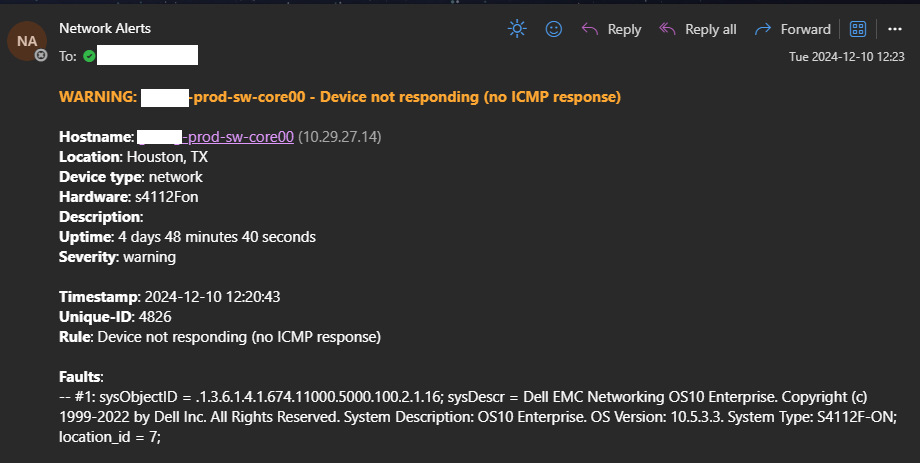 Network Alerts
NA
Reply
Reply all
Forward
To:
Tue 2024-12-10 12:23
WARNING: -prod-sw-core00 - Device not responding (no ICMP response)
Hostname: -prod-sw-core00 (10.29.27.14)
Location: Houston, TX
Device type: network
Hardware: s4112Fon
Description:
Uptime: 4 days 48 minutes 40 seconds
Severity: warning
Timestamp: 2024-12-10 12:20:43
Unique-ID: 4826
Rule: Device not responding (no ICMP response)
Faults:
-- #1: sysObjectID = .1.3.6.1.4.1.674.11000.5000.100.2.1.16; sysDescr = Dell EMC Networking OS10 Enterprise. Copyright (c)
1999-2022 by Dell Inc. All Rights Reserved. System Description: OS10 Enterprise. OS Version: 10.5.3.3. System Type: S4112F-ON;
location_id = 7;